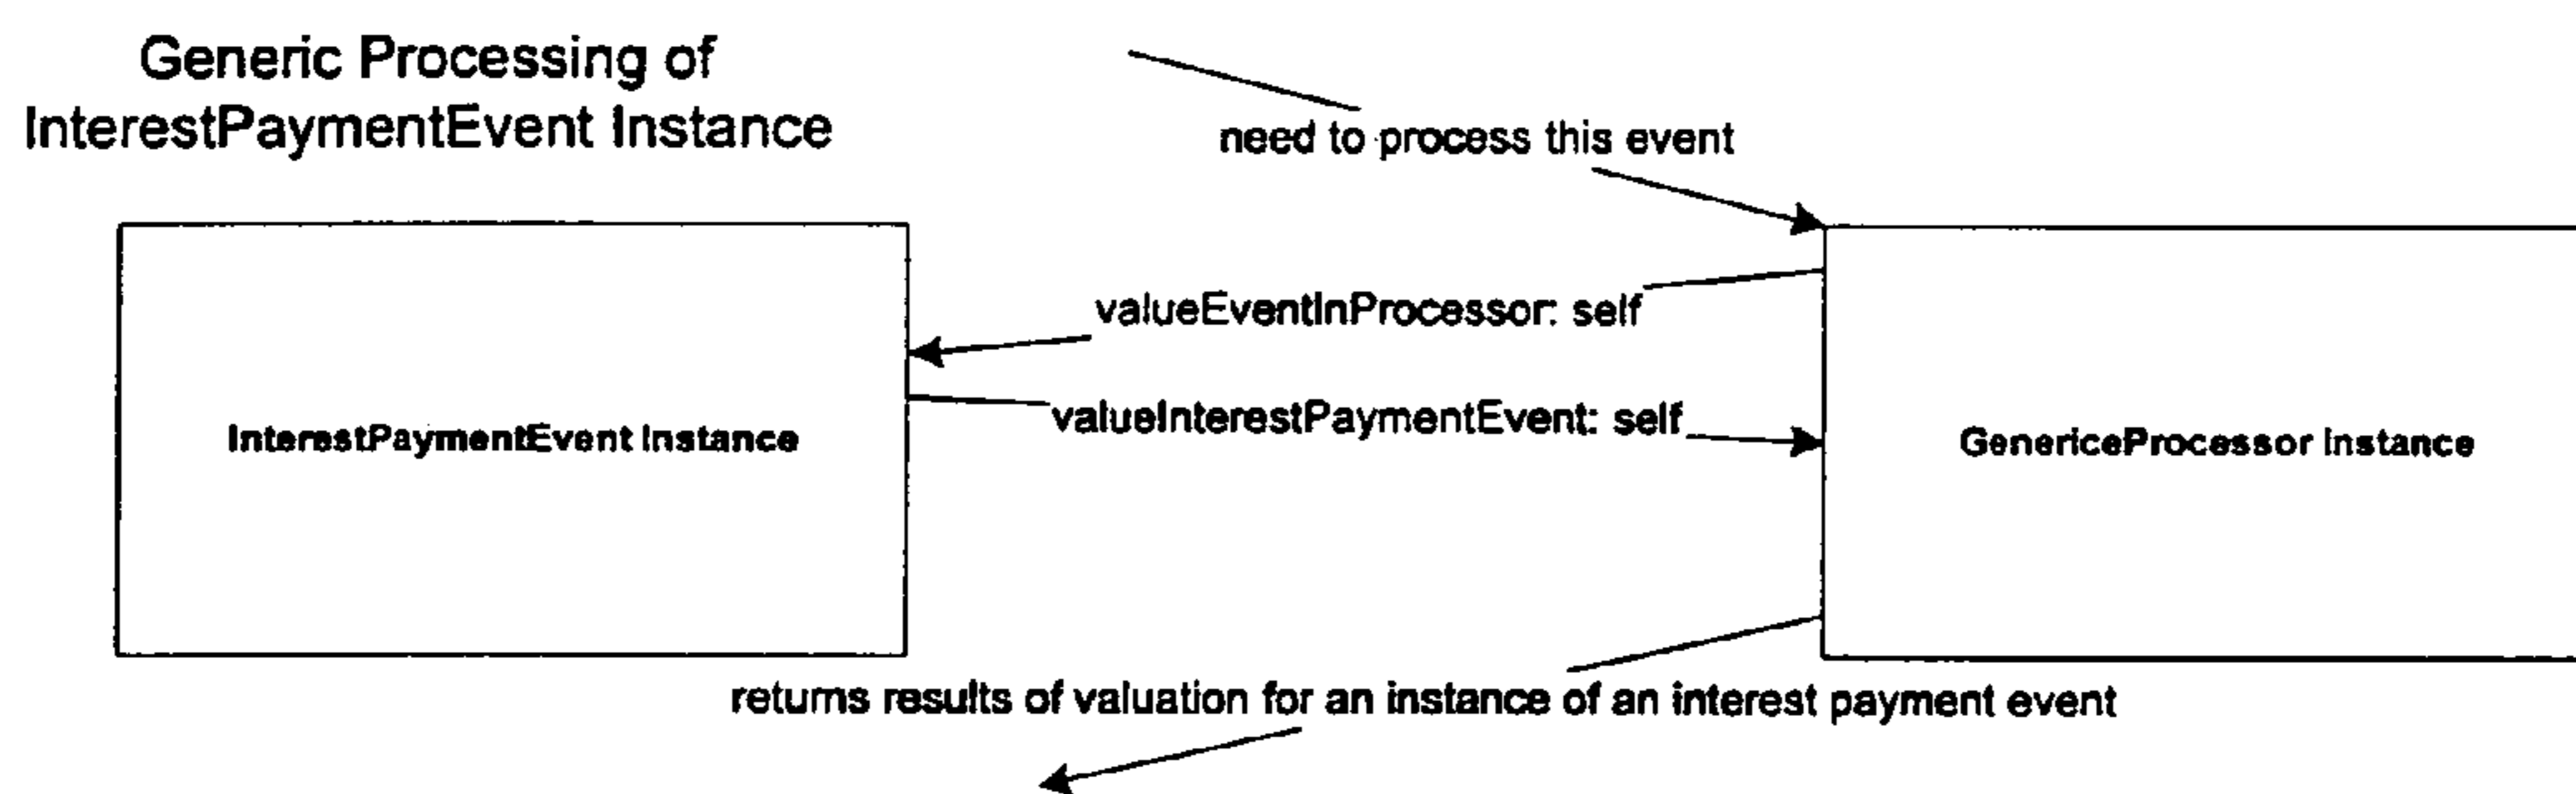 Generic Processing of
InterestPaymentEvent Instance
need to process this event
valueEventInProcessor: self
valueInterestPaymentEvent: self
InterestPaymentEvent Instance
GenericeProcessor Instance
returns results of valuation for an instance of an interest payment event